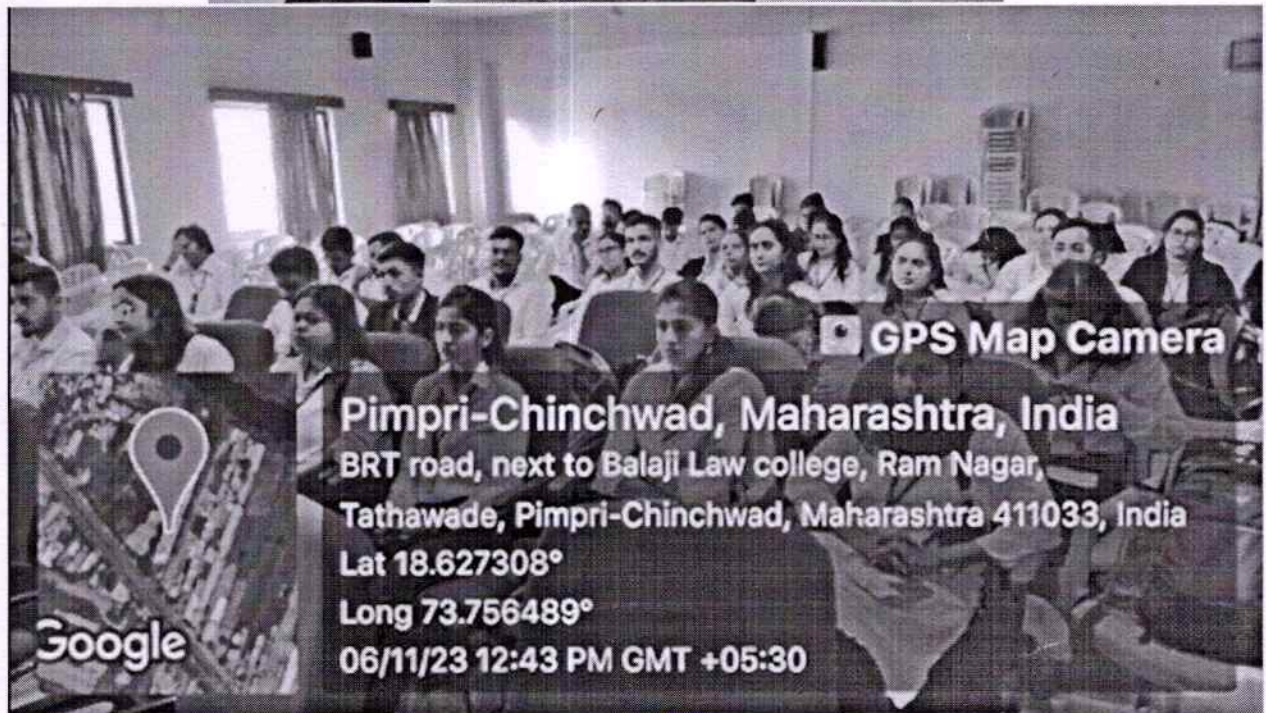 GPS Map Camera
Pimpri-Chinchwad, Maharashtra, India
BRT road, next to Balaji Law college, Ram Nagar,
Tathawade, Pimpri-Chinchwad, Maharashtra 411033, India
Lat 18.627308°
Long 73.756489°
06/11/23 12:43 PM GMT +05:30
Google